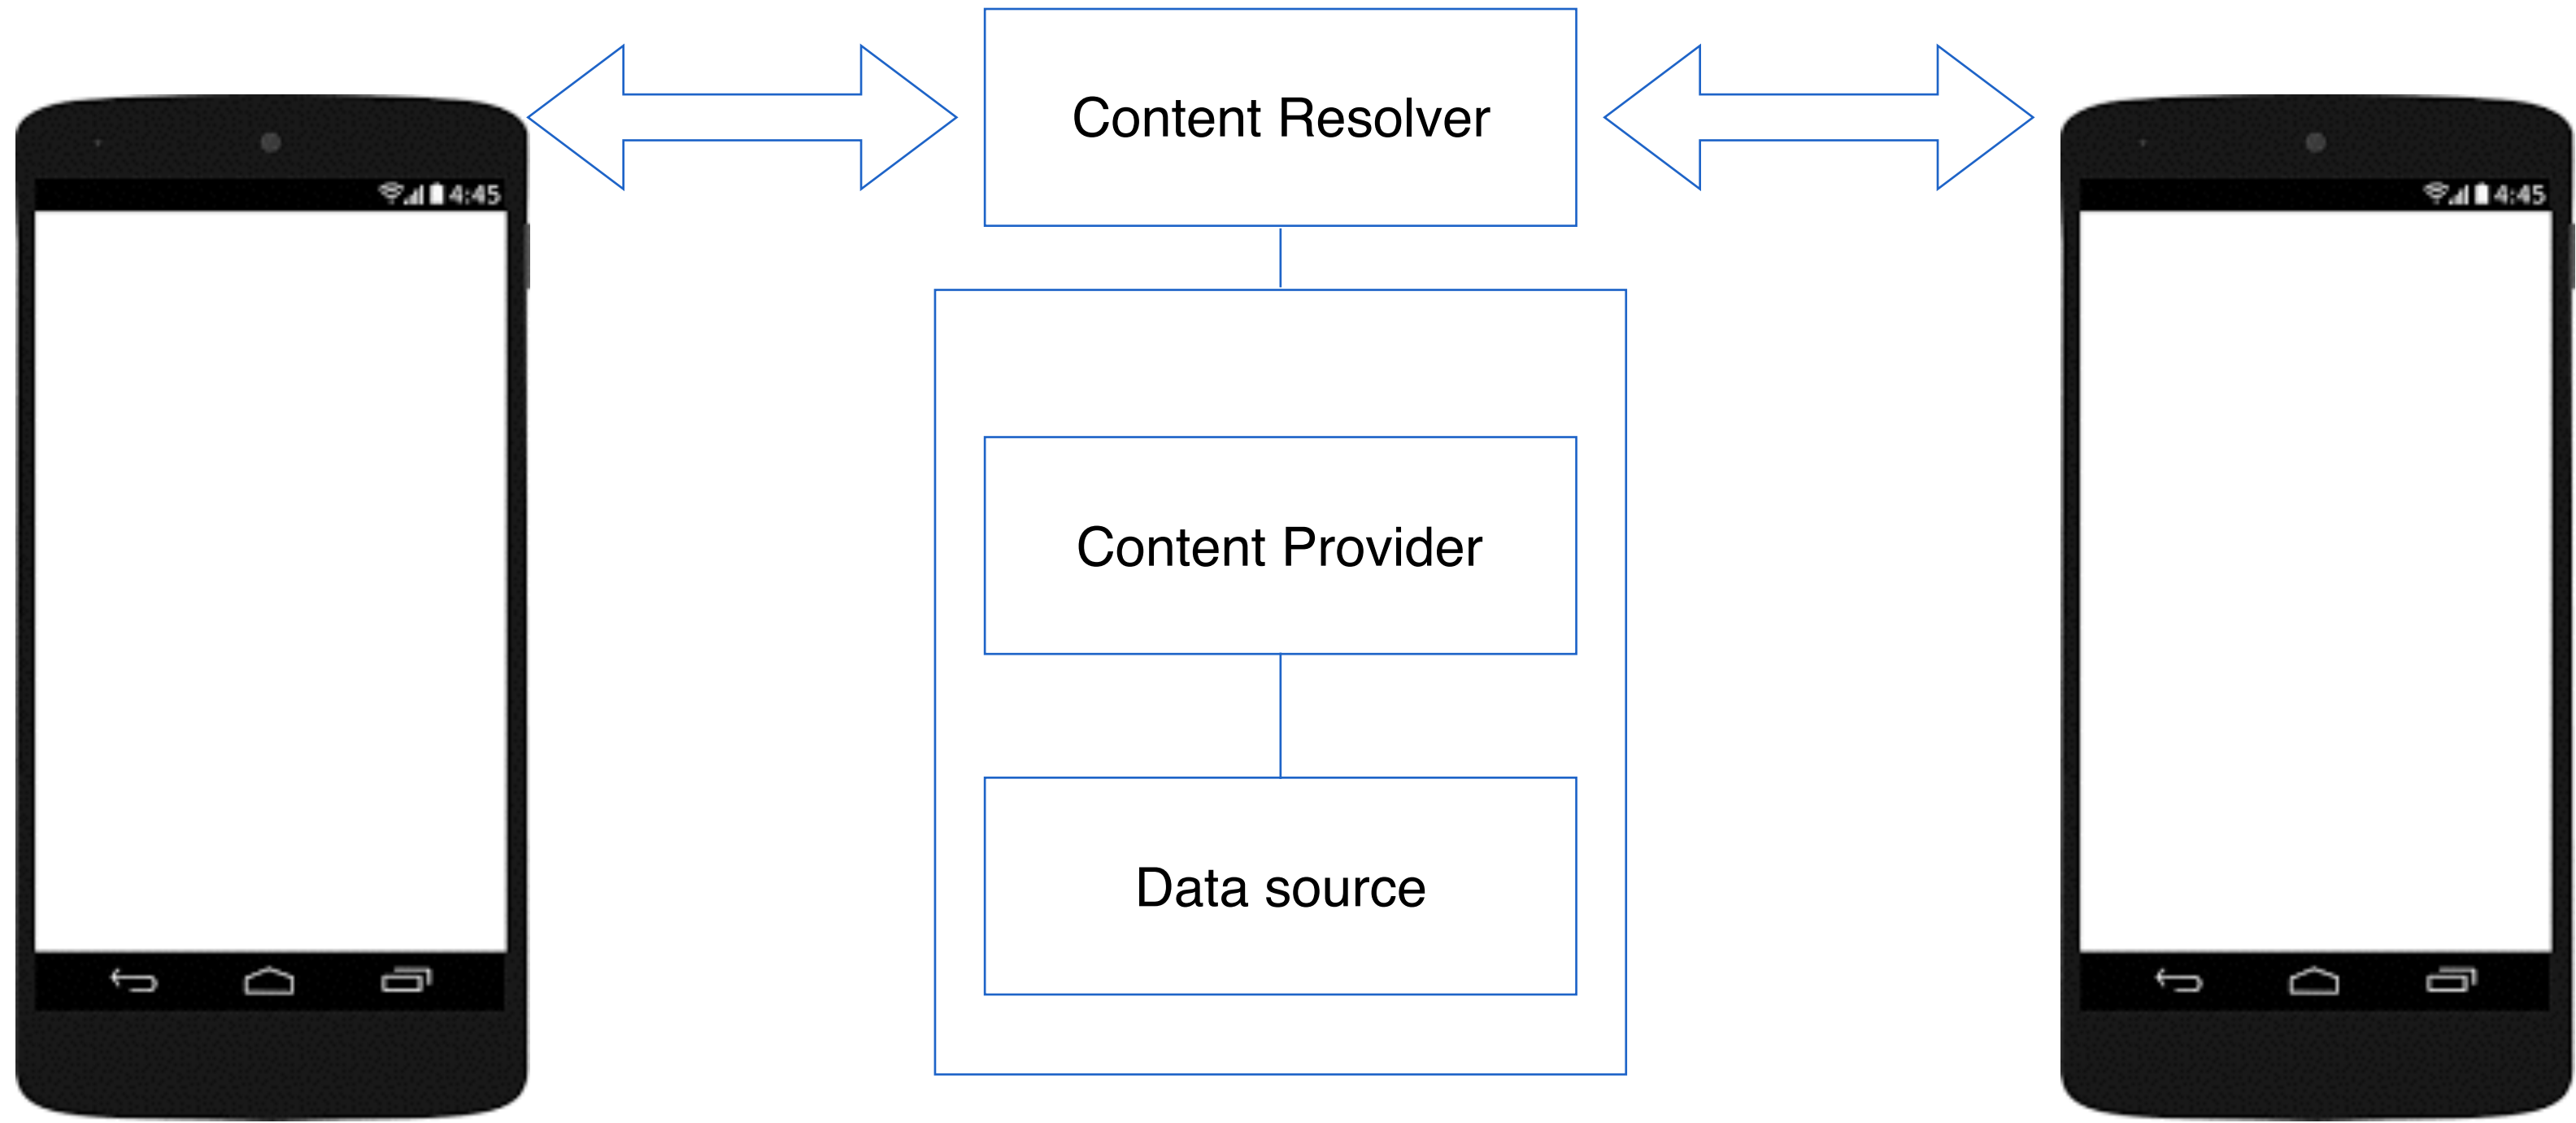 Content Resolver
4:45
4:45
Content Provider
Data source